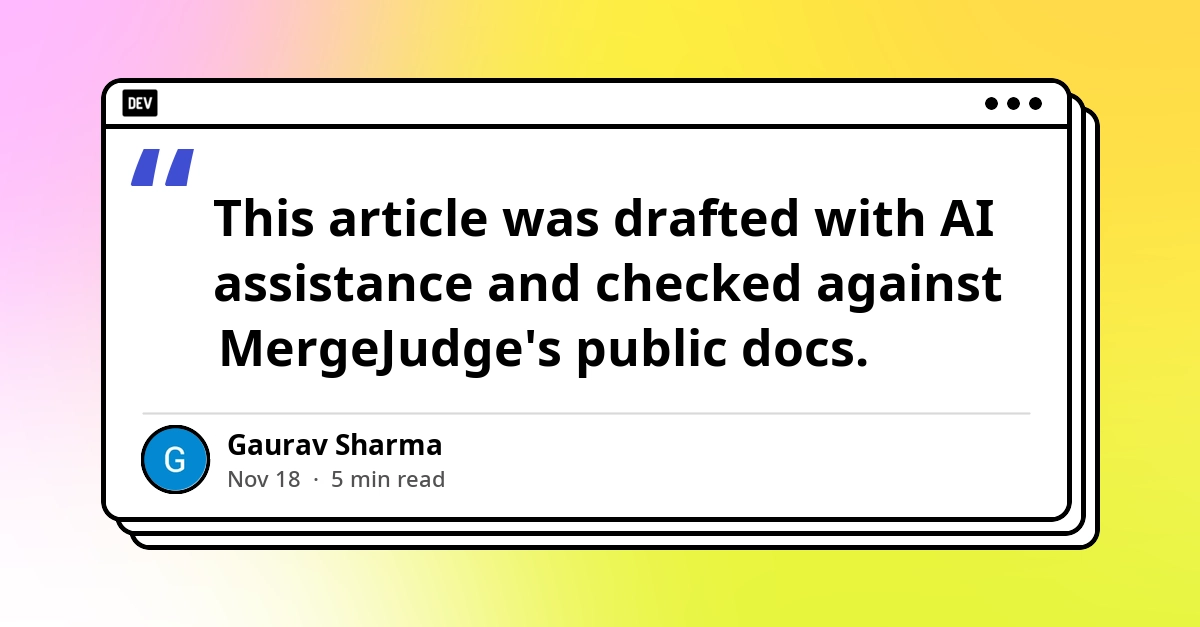 DEV
“
This article was drafted with AI
assistance and checked against
MergeJudge's public docs.
G
Gaurav Sharma
Nov 18 · 5 min read